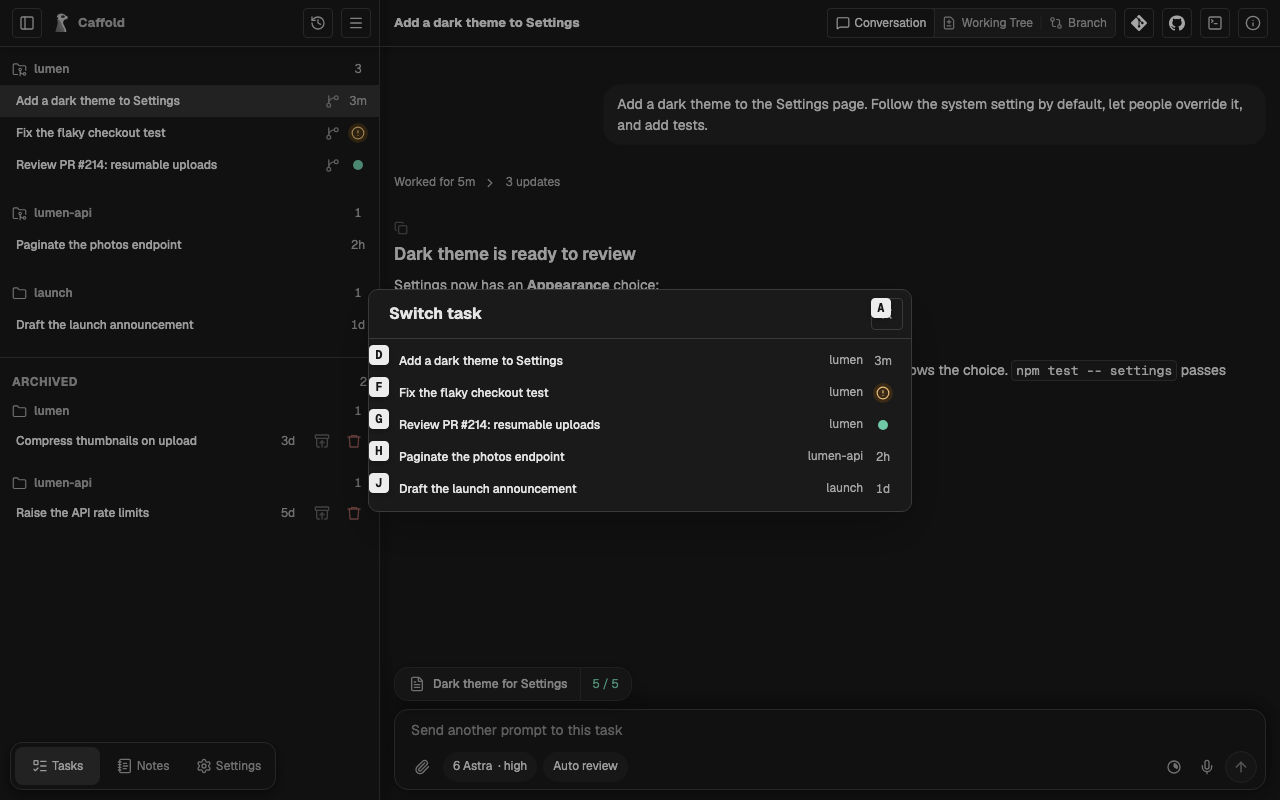 Caffold
Add a dark theme to Settings
Conversation
Working Tree
Branch
lumen 3
Add a dark theme to Settings 3m
Fix the flaky checkout test
Review PR #214: resumable uploads
lumen-api 1
Paginate the photos endpoint 2h
launch 1
Draft the launch announcement 1d
ARCHIVED 2
lumen 1
Compress thumbnails on upload 3d
lumen-api 1
Raise the API rate limits 5d
Tasks
Notes
Settings
Add a dark theme to the Settings page. Follow the system setting by default, let people override it,
and add tests.
Worked for 5m 3 updates
Dark theme is ready to review
Settings now has an Appearance choice:
ows the choice. npm test -- settings passes
Switch task A
D Add a dark theme to Settings lumen 3m
F Fix the flaky checkout test lumen
G Review PR #214: resumable uploads lumen
H Paginate the photos endpoint lumen-api 2h
J Draft the launch announcement launch 1d
Dark theme for Settings 5 / 5
Send another prompt to this task
6 Astra · high
Auto review